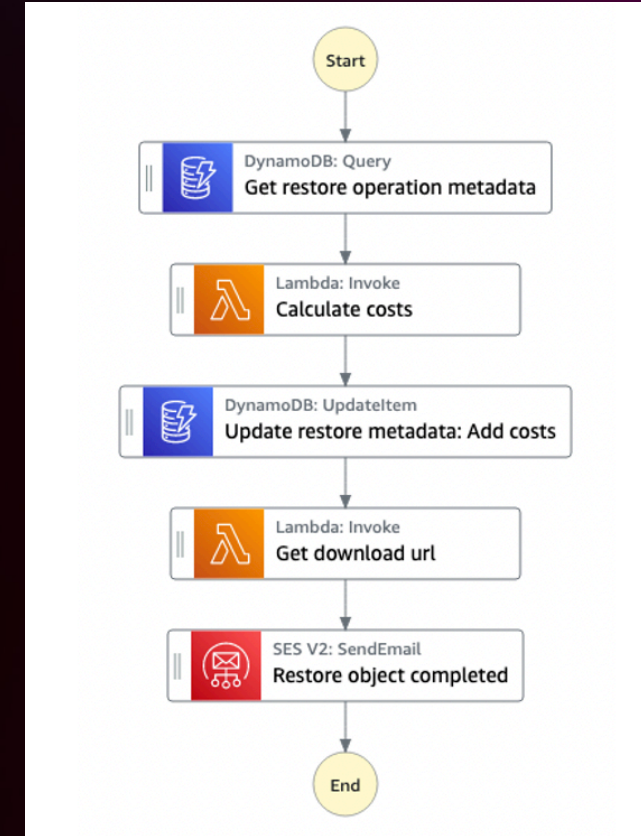 Start
DynamoDB: Query
Get restore operation metadata
Lambda: Invoke
Calculate costs
DynamoDB: UpdateItem
Update restore metadata: Add costs
Lambda: Invoke
Get download url
SES V2: SendEmail
Restore object completed
End